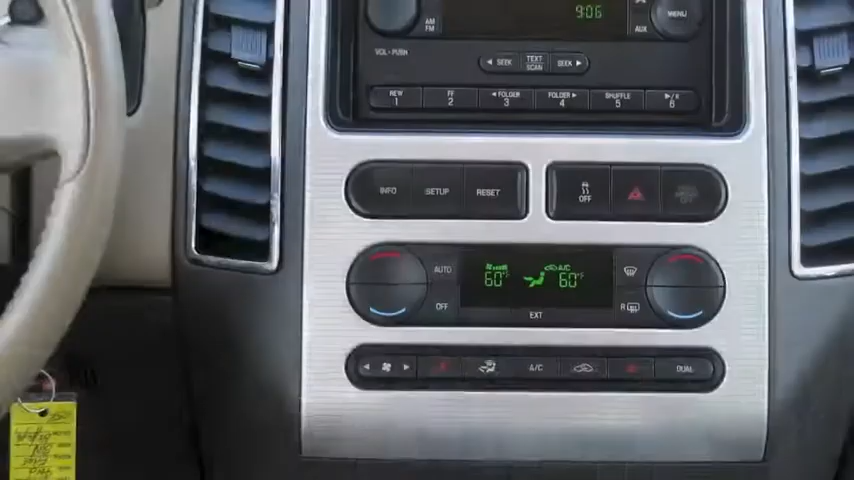 9:06
AM
FM
AUX
MENU
VOL • PUSH
◄ SEEK TEXT SCAN SEEK ►
REW 1 FF 2 ◄ FOLDER 3 FOLDER ► 4 SHUFFLE 5 ►/II 6
INFO SETUP RESET OFF
AUTO 60°F A/C 60°F
OFF EXT R
A/C DUAL